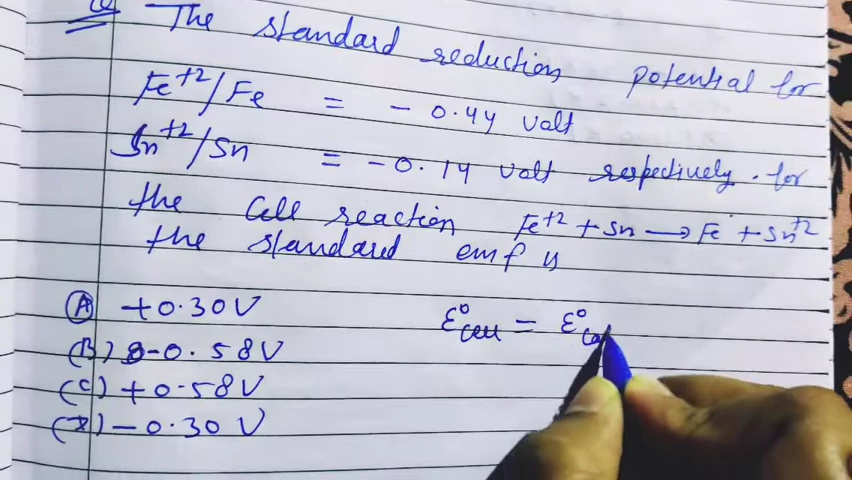 Q The standard reduction potential for
Fe+2/Fe = - 0.44 volt
Sn+2/Sn = -0.14 volt respectively. for
the Cell reaction Fe+2 + Sn → Fe + Sn+2
the standard emf is
(A) +0.30V
(B) -0.58V
(C) +0.58V
(D) -0.30V
ε°cell = ε°ca